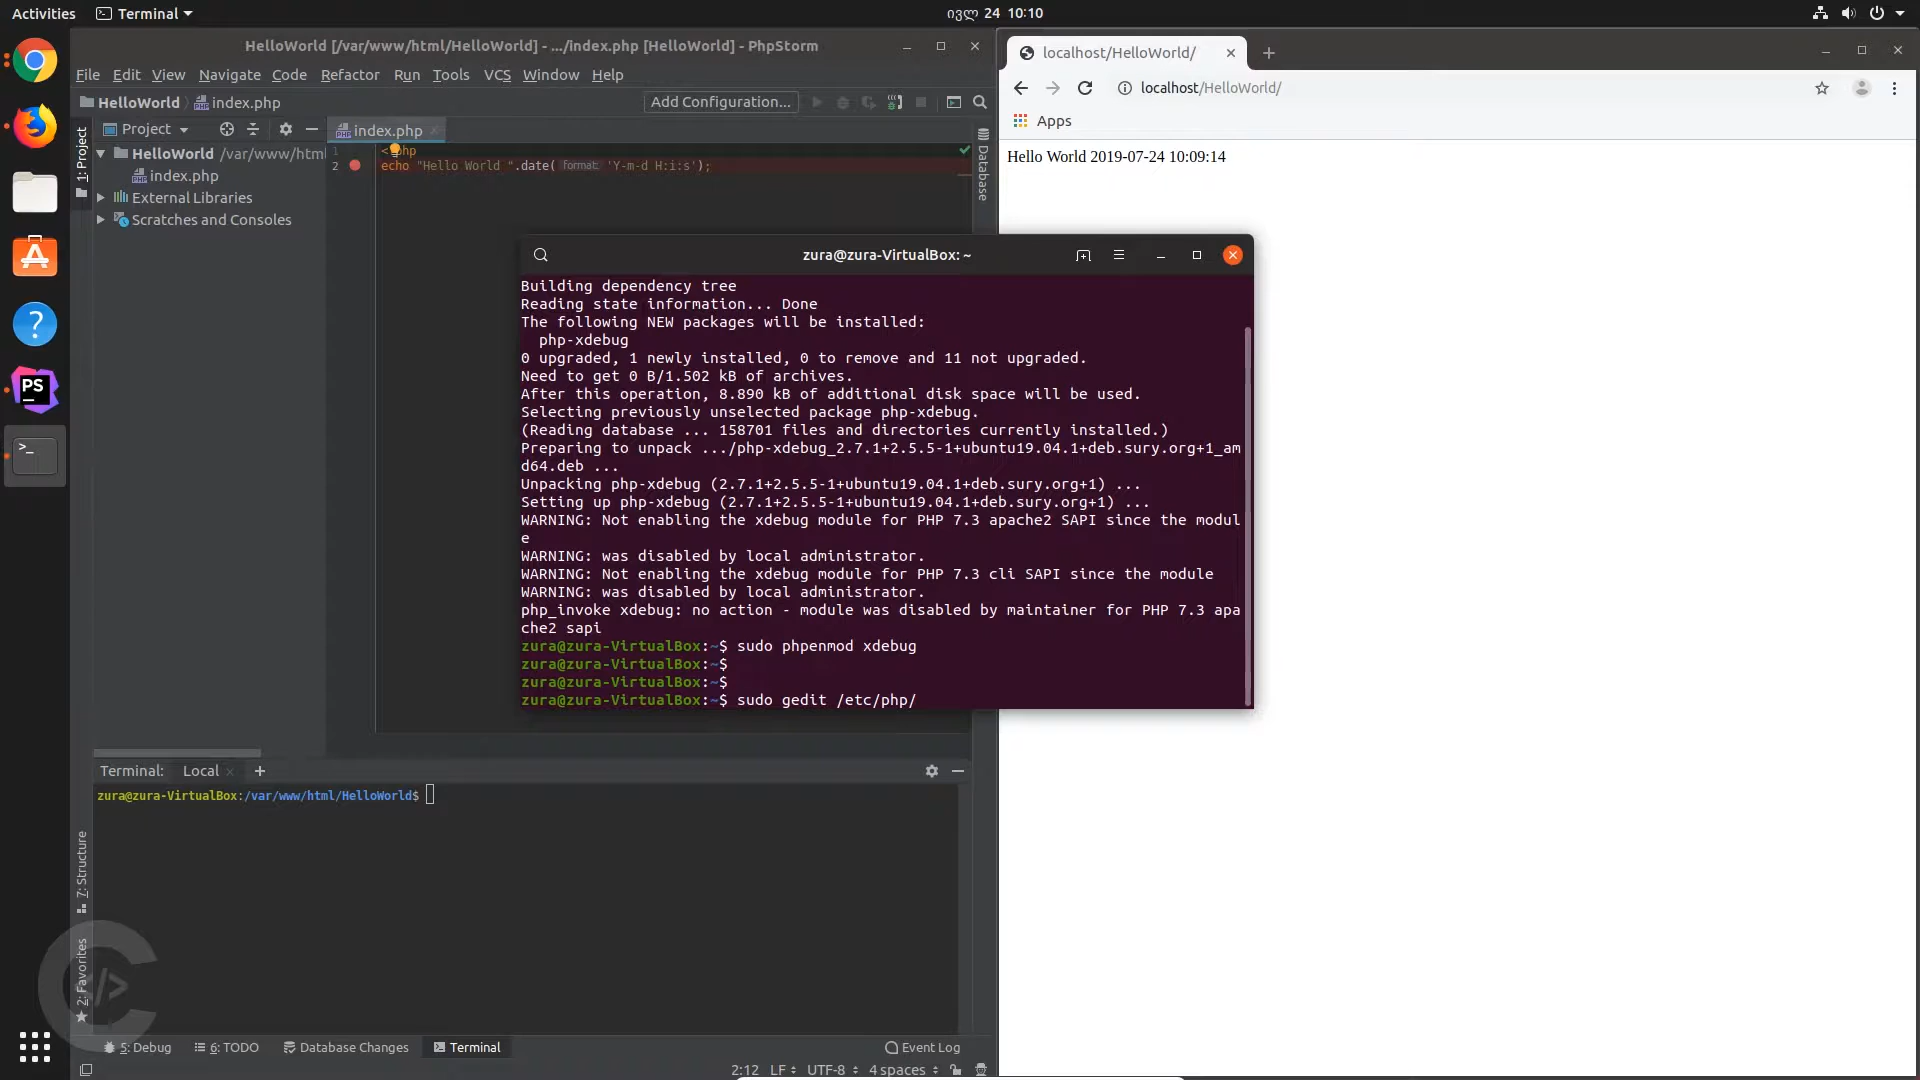 Activities
Terminal
ივლ 24 10:10
HelloWorld [/var/www/html/HelloWorld] - .../index.php [HelloWorld] - PhpStorm
File Edit View Navigate Code Refactor Run Tools VCS Window Help
HelloWorld index.php
Add Configuration...
Project
index.php
1: Project
HelloWorld /var/www/html
index.php
External Libraries
Scratches and Consoles
1
2
echo "Hello World ".date( format: 'Y-m-d H:i:s');
Database
localhost/HelloWorld/
localhost/HelloWorld/
Apps
Hello World 2019-07-24 10:09:14
zura@zura-VirtualBox: ~
Building dependency tree
Reading state information... Done
The following NEW packages will be installed:
php-xdebug
0 upgraded, 1 newly installed, 0 to remove and 11 not upgraded.
Need to get 0 B/1.502 kB of archives.
After this operation, 8.890 kB of additional disk space will be used.
Selecting previously unselected package php-xdebug.
(Reading database ... 158701 files and directories currently installed.)
Preparing to unpack .../php-xdebug_2.7.1+2.5.5-1+ubuntu19.04.1+deb.sury.org+1_am
d64.deb ...
Unpacking php-xdebug (2.7.1+2.5.5-1+ubuntu19.04.1+deb.sury.org+1) ...
Setting up php-xdebug (2.7.1+2.5.5-1+ubuntu19.04.1+deb.sury.org+1) ...
WARNING: Not enabling the xdebug module for PHP 7.3 apache2 SAPI since the modul
e
WARNING: was disabled by local administrator.
WARNING: Not enabling the xdebug module for PHP 7.3 cli SAPI since the module
WARNING: was disabled by local administrator.
php_invoke xdebug: no action - module was disabled by maintainer for PHP 7.3 apa
che2 sapi
zura@zura-VirtualBox:~$ sudo phpenmod xdebug
zura@zura-VirtualBox:~$
zura@zura-VirtualBox:~$
zura@zura-VirtualBox:~$ sudo gedit /etc/php/
PS
Terminal: Local
zura@zura-VirtualBox:/var/www/html/HelloWorld$
7: Structure
2: Favorites
5: Debug
6: TODO
Database Changes
Terminal
Event Log
2:12 LF UTF-8 4 spaces